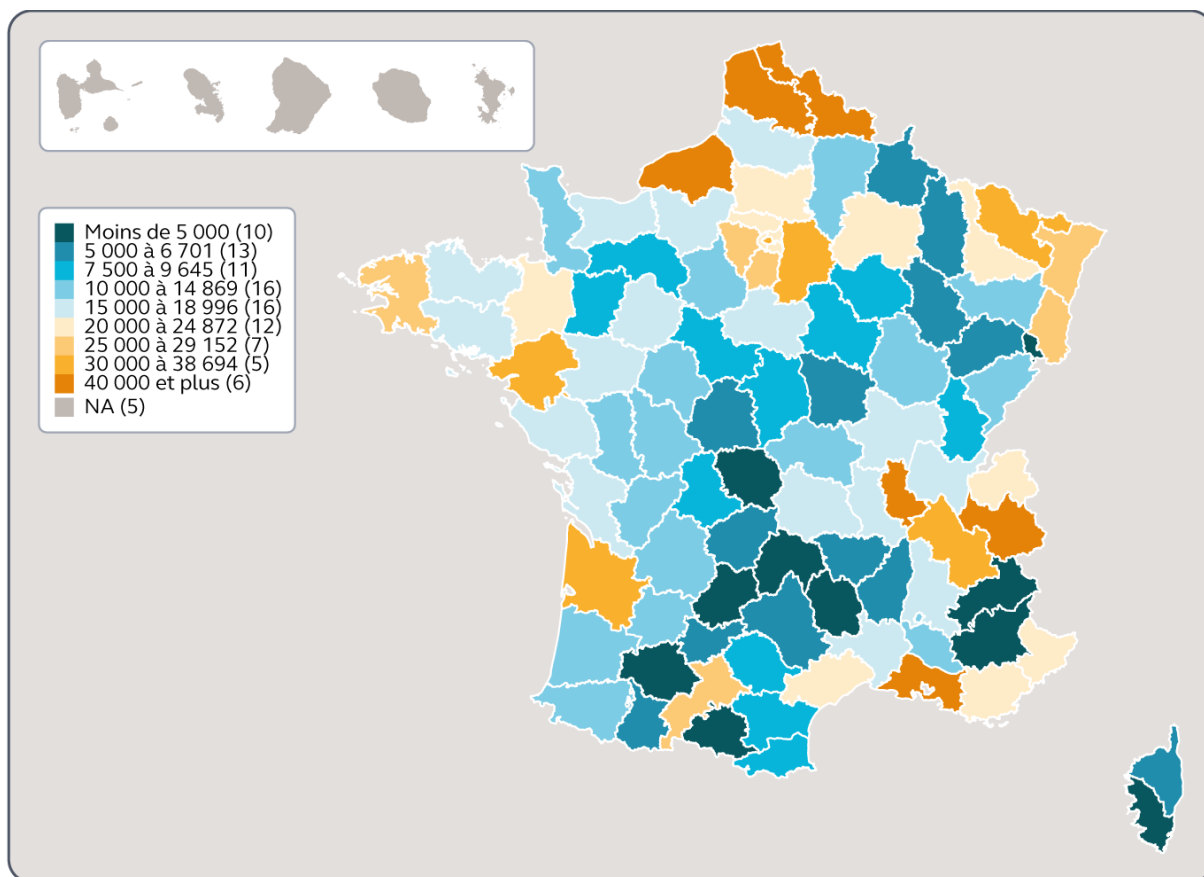 Moins de 5 000 (10)
5 000 à 6 701 (13)
7 500 à 9 645 (11)
10 000 à 14 869 (16)
15 000 à 18 996 (16)
20 000 à 24 872 (12)
25 000 à 29 152 (7)
30 000 à 38 694 (5)
40 000 et plus (6)
NA (5)